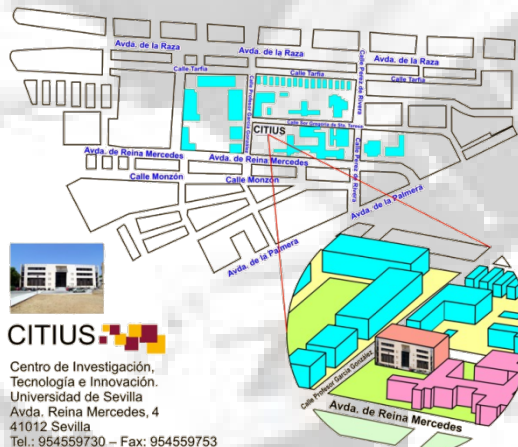 Avda. de la Raza
Avda. de la Raza
Avda. de la Raza
Calle Tarfia
Calle Tarfia
Calle Tarfia
Calle Perez de Rivera
Calle Profesor García González
Calle Sor Gregoria de Sta. Teresa
CITIUS
Avda. de Reina Mercedes
Avda. de Reina Mercedes
Calle Monzón
Calle Monzón
Calle Perez de Rivera
Avda. de la Palmera
Avda. de la Palmera
CITIUS
Centro de Investigación,
Tecnología e Innovación.
Universidad de Sevilla
Avda. Reina Mercedes, 4
41012 Sevilla
Tel.: 954559730 – Fax: 954559753
Calle Profesor García González
Avda. de Reina Mercedes